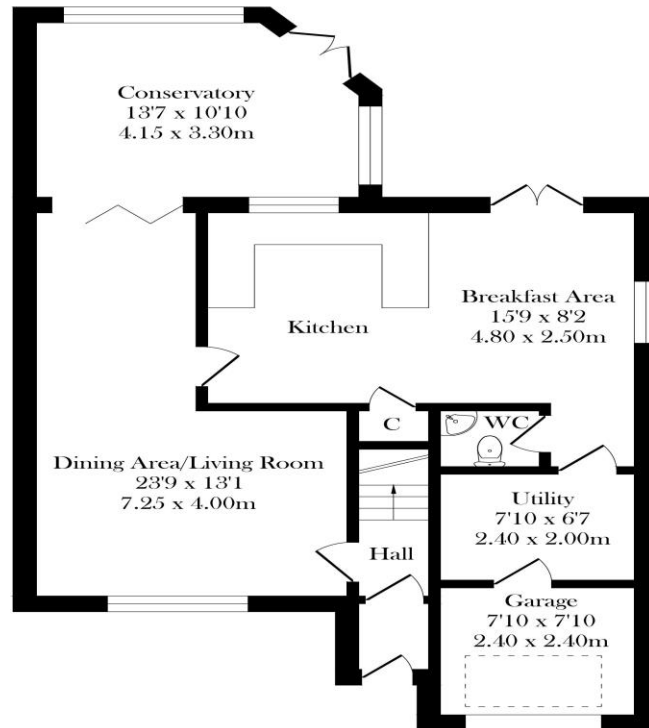 Conservatory
13'7 x 10'10
4.15 x 3.30m
Breakfast Area
15'9 x 8'2
4.80 x 2.50m
Kitchen
C
WC
Dining Area/Living Room
23'9 x 13'1
7.25 x 4.00m
Utility
7'10 x 6'7
2.40 x 2.00m
Hall
Garage
7'10 x 7'10
2.40 x 2.40m